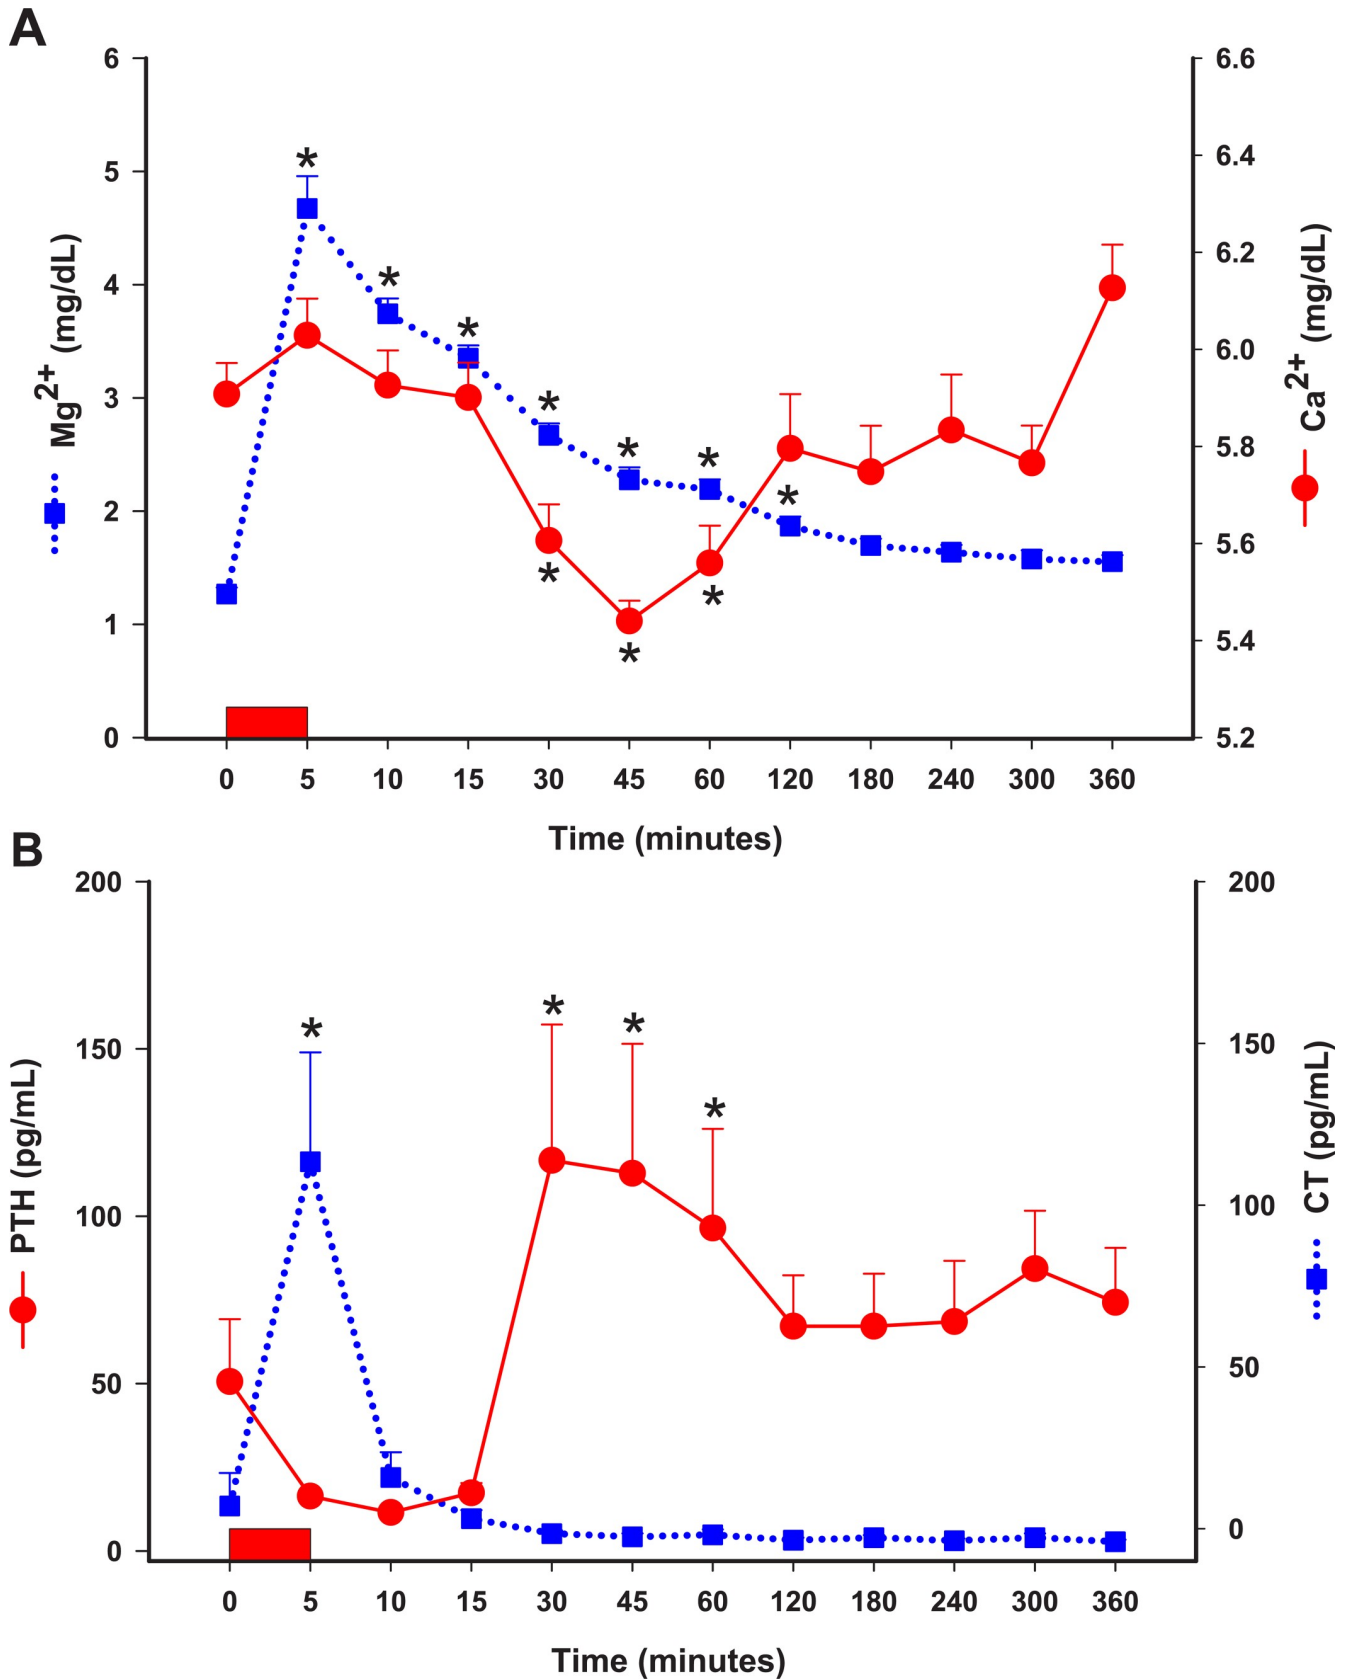 A
6
5
4
3
2
1
0
Mg2+ (mg/dL)
6.6
6.4
6.2
6.0
5.8
5.6
5.4
5.2
Ca2+ (mg/dL)
* * * * * * * *
* * *
0 5 10 15 30 45 60 120 180 240 300 360
Time (minutes)
B
200
150
100
50
0
PTH (pg/mL)
200
150
100
50
0
CT (pg/mL)
* * * *
0 5 10 15 30 45 60 120 180 240 300 360
Time (minutes)